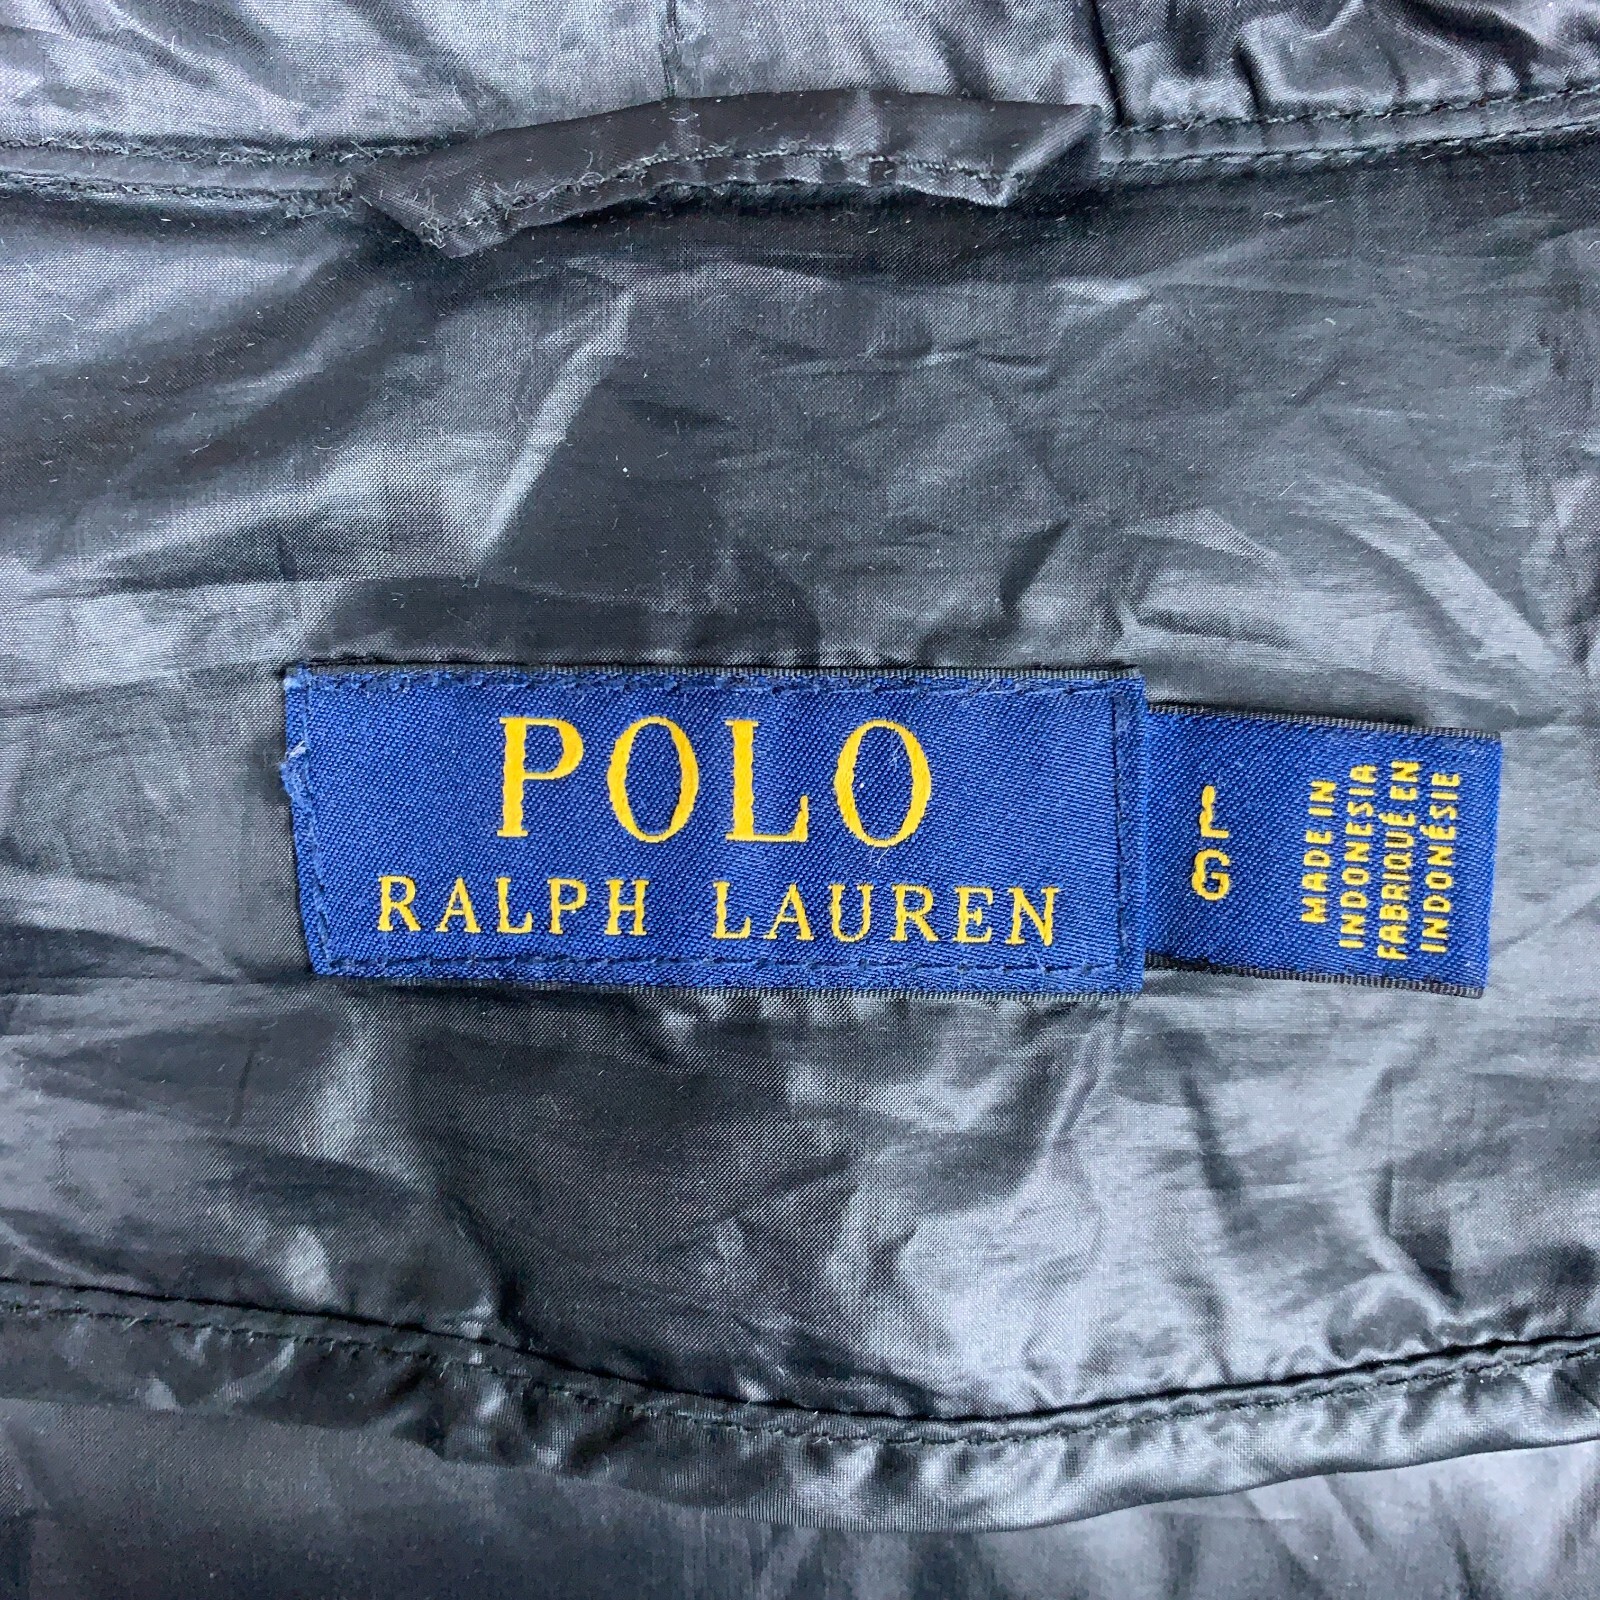 POLO
RALPH LAUREN
L
G
MADE IN
INDONESIA
FABRIQUÉ EN
INDONÉSIE